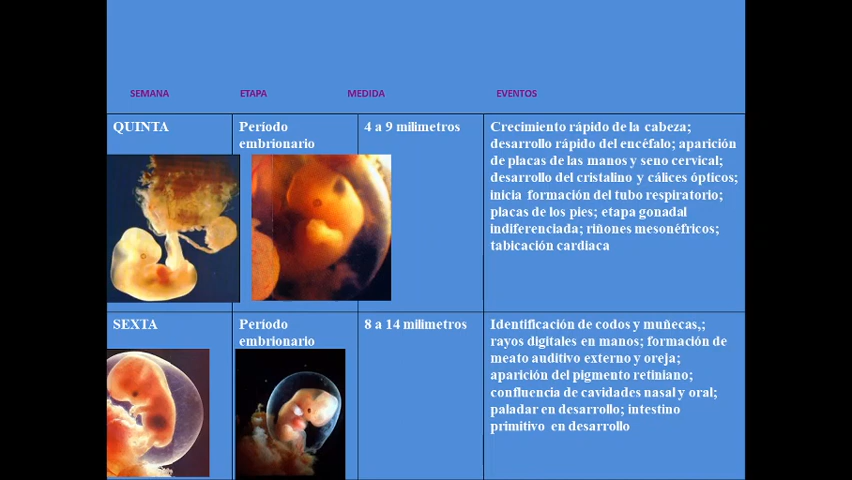 SEMANA ETAPA MEDIDA EVENTOS
QUINTA
Período
embrionario
4 a 9 milimetros
Crecimiento rápido de la cabeza;
desarrollo rápido del encéfalo; aparición
de placas de las manos y seno cervical;
desarrollo del cristalino y cálices ópticos;
inicia formación del tubo respiratorio;
placas de los pies; etapa gonadal
indiferenciada; riñones mesonéfricos;
tabicación cardiaca
SEXTA
Período
embrionario
8 a 14 milimetros
Identificación de codos y muñecas,;
rayos digitales en manos; formación de
meato auditivo externo y oreja;
aparición del pigmento retiniano;
confluencia de cavidades nasal y oral;
paladar en desarrollo; intestino
primitivo en desarrollo